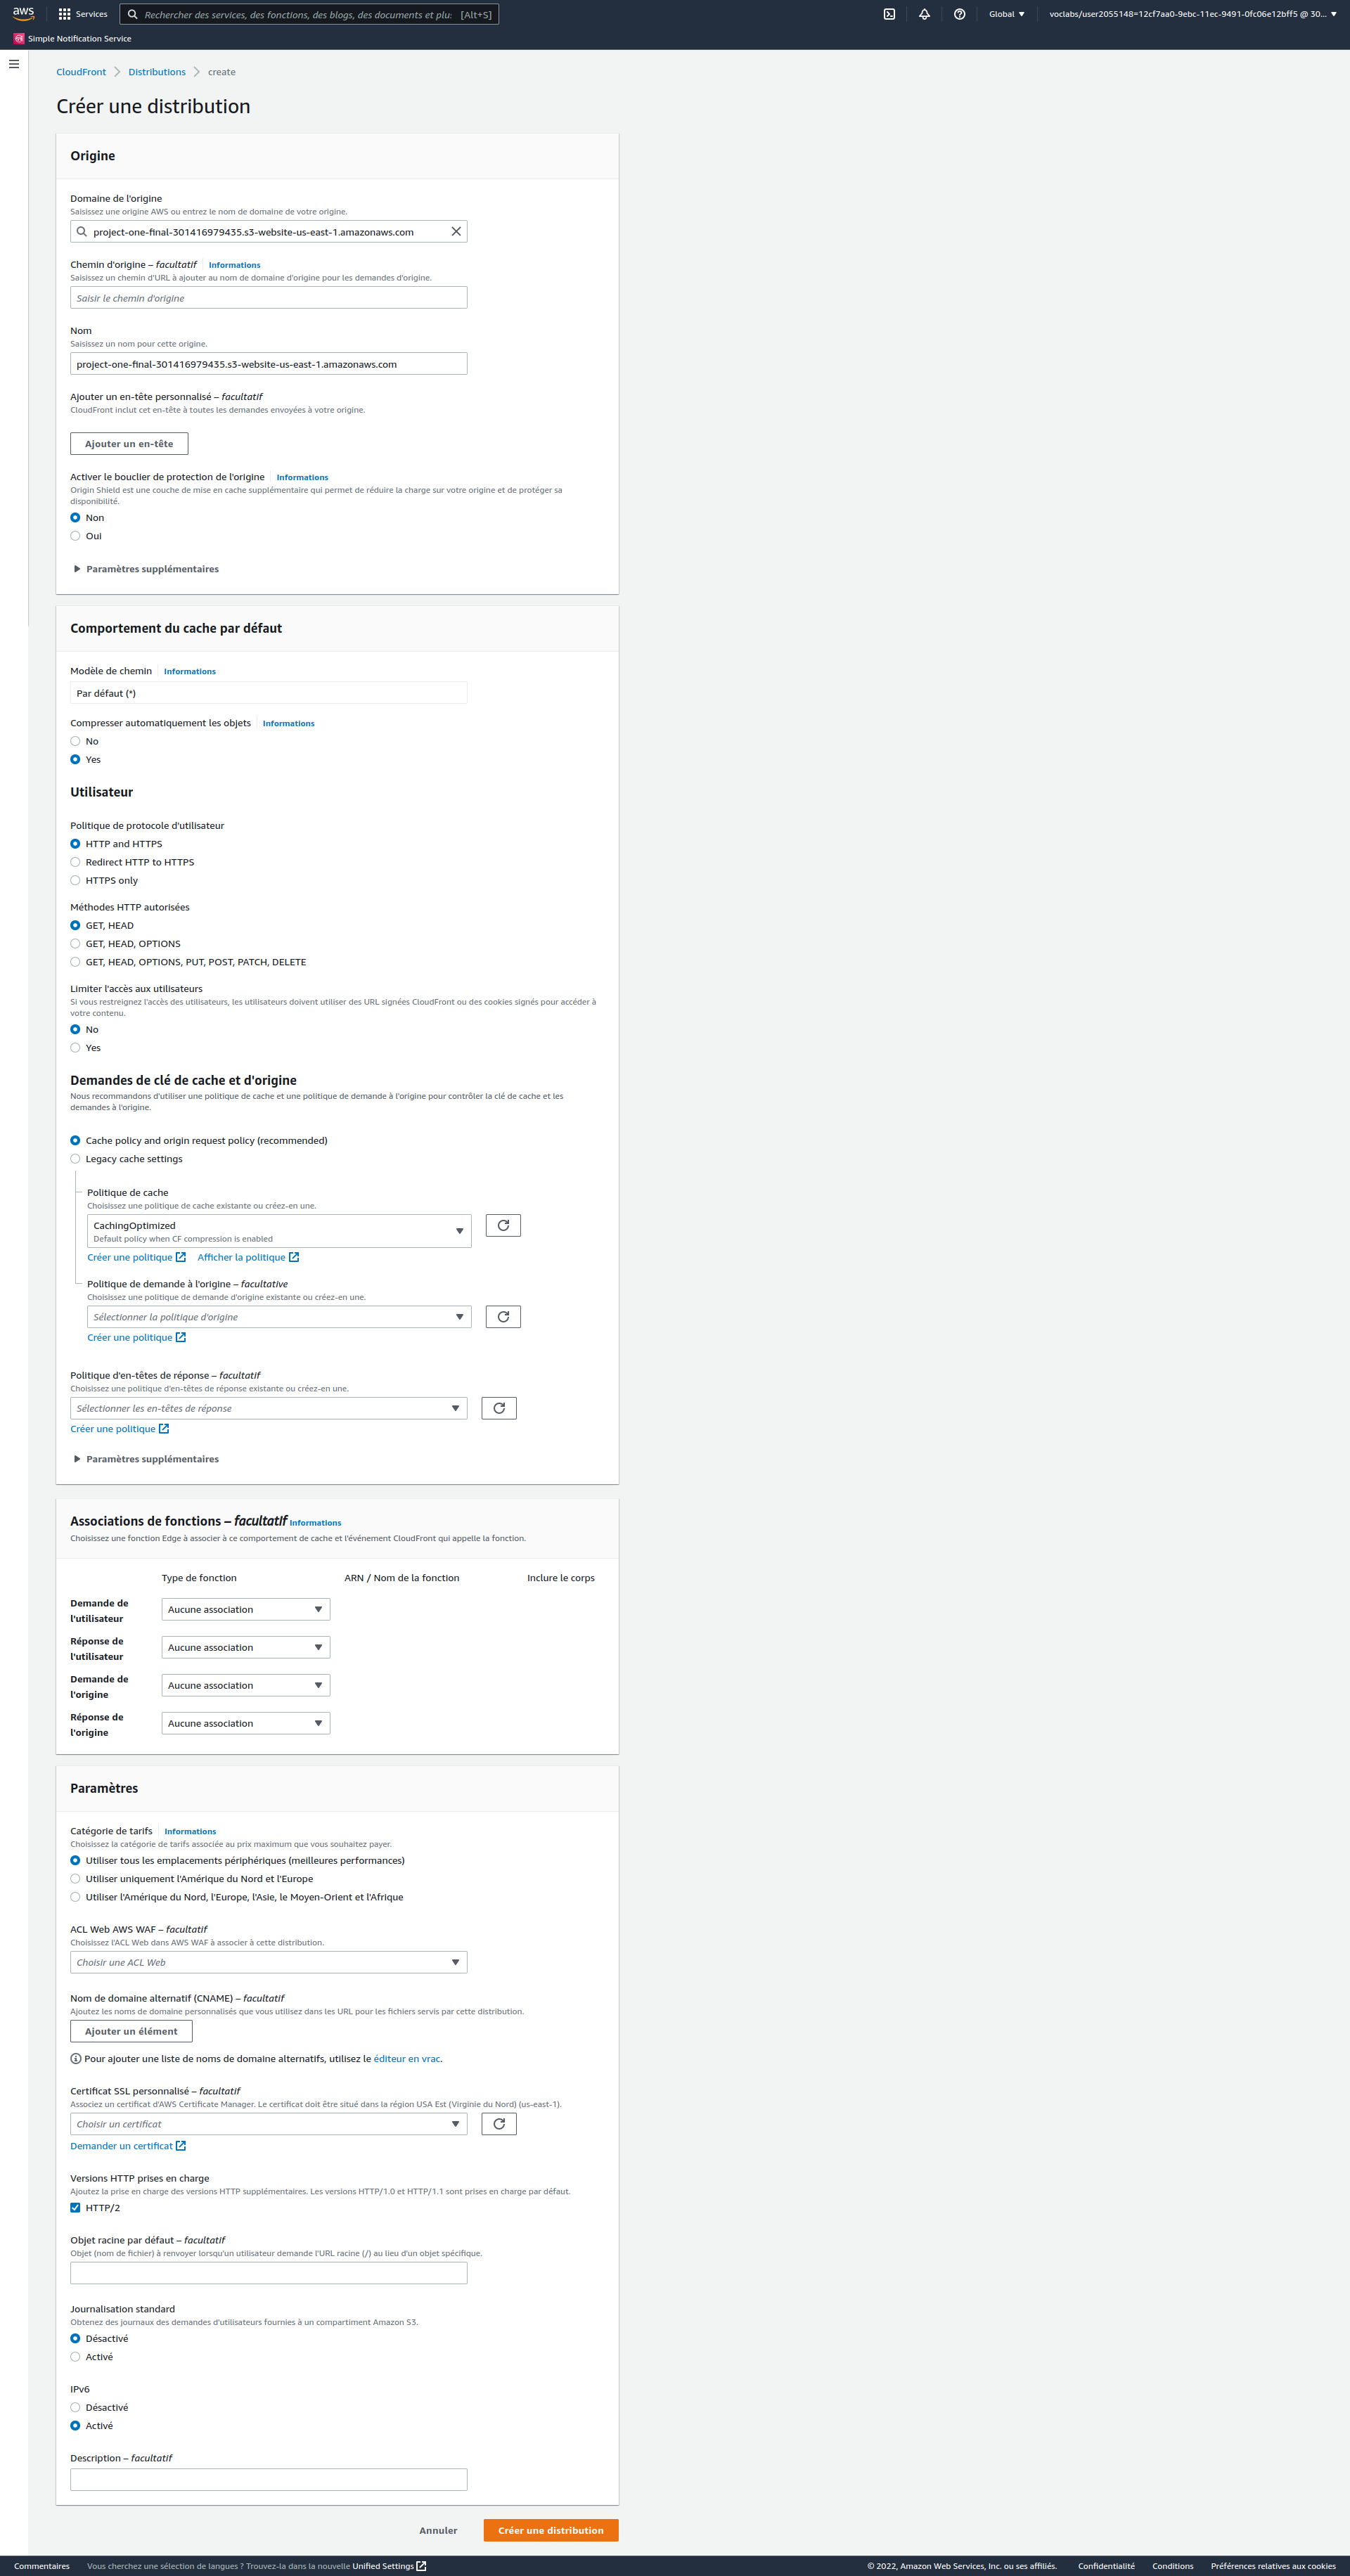 aws
Services
Rechercher des services, des fonctions, des blogs, des documents et plus
[Alt+S]
Global
voclabs/user2055148=12cf7aa0-9ebc-11ec-9491-0fc06e12bff5 @ 30...
Simple Notification Service
CloudFront
Distributions
create
Créer une distribution
Origine
Domaine de l'origine
Saisissez une origine AWS ou entrez le nom de domaine de votre origine.
project-one-final-301416979435.s3-website-us-east-1.amazonaws.com
Chemin d'origine – facultatif Informations
Saisissez un chemin d'URL à ajouter au nom de domaine d'origine pour les demandes d'origine.
Saisir le chemin d'origine
Nom
Saisissez un nom pour cette origine.
project-one-final-301416979435.s3-website-us-east-1.amazonaws.com
Ajouter un en-tête personnalisé – facultatif
CloudFront inclut cet en-tête à toutes les demandes envoyées à votre origine.
Ajouter un en-tête
Activer le bouclier de protection de l'origine Informations
Origin Shield est une couche de mise en cache supplémentaire qui permet de réduire la charge sur votre origine et de protéger sa
disponibilité.
Non
Oui
Paramètres supplémentaires
Comportement du cache par défaut
Modèle de chemin Informations
Par défaut (*)
Compresser automatiquement les objets Informations
No
Yes
Utilisateur
Politique de protocole d'utilisateur
HTTP and HTTPS
Redirect HTTP to HTTPS
HTTPS only
Méthodes HTTP autorisées
GET, HEAD
GET, HEAD, OPTIONS
GET, HEAD, OPTIONS, PUT, POST, PATCH, DELETE
Limiter l'accès aux utilisateurs
Si vous restreignez l'accès des utilisateurs, les utilisateurs doivent utiliser des URL signées CloudFront ou des cookies signés pour accéder à
votre contenu.
No
Yes
Demandes de clé de cache et d'origine
Nous recommandons d'utiliser une politique de cache et une politique de demande à l'origine pour contrôler la clé de cache et les
demandes à l'origine.
Cache policy and origin request policy (recommended)
Legacy cache settings
Politique de cache
Choisissez une politique de cache existante ou créez-en une.
CachingOptimized
Default policy when CF compression is enabled
Créer une politique Afficher la politique
Politique de demande à l'origine – facultative
Choisissez une politique de demande d'origine existante ou créez-en une.
Sélectionner la politique d'origine
Créer une politique
Politique d'en-têtes de réponse – facultatif
Choisissez une politique d'en-têtes de réponse existante ou créez-en une.
Sélectionner les en-têtes de réponse
Créer une politique
Paramètres supplémentaires
Associations de fonctions – facultatif Informations
Choisissez une fonction Edge à associer à ce comportement de cache et l'événement CloudFront qui appelle la fonction.
Type de fonction ARN / Nom de la fonction Inclure le corps
Demande de
l'utilisateur
Aucune association
Réponse de
l'utilisateur
Aucune association
Demande de
l'origine
Aucune association
Réponse de
l'origine
Aucune association
Paramètres
Catégorie de tarifs Informations
Choisissez la catégorie de tarifs associée au prix maximum que vous souhaitez payer.
Utiliser tous les emplacements périphériques (meilleures performances)
Utiliser uniquement l'Amérique du Nord et l'Europe
Utiliser l'Amérique du Nord, l'Europe, l'Asie, le Moyen-Orient et l'Afrique
ACL Web AWS WAF – facultatif
Choisissez l'ACL Web dans AWS WAF à associer à cette distribution.
Choisir une ACL Web
Nom de domaine alternatif (CNAME) – facultatif
Ajoutez les noms de domaine personnalisés que vous utilisez dans les URL pour les fichiers servis par cette distribution.
Ajouter un élément
Pour ajouter une liste de noms de domaine alternatifs, utilisez le éditeur en vrac.
Certificat SSL personnalisé – facultatif
Associez un certificat d'AWS Certificate Manager. Le certificat doit être situé dans la région USA Est (Virginie du Nord) (us-east-1).
Choisir un certificat
Demander un certificat
Versions HTTP prises en charge
Ajoutez la prise en charge des versions HTTP supplémentaires. Les versions HTTP/1.0 et HTTP/1.1 sont prises en charge par défaut.
HTTP/2
Objet racine par défaut – facultatif
Objet (nom de fichier) à renvoyer lorsqu'un utilisateur demande l'URL racine (/) au lieu d'un objet spécifique.
Journalisation standard
Obtenez des journaux des demandes d'utilisateurs fournies à un compartiment Amazon S3.
Désactivé
Activé
IPv6
Désactivé
Activé
Description – facultatif
Annuler
Créer une distribution
Commentaires
Vous cherchez une sélection de langues ? Trouvez-la dans la nouvelle Unified Settings
© 2022, Amazon Web Services, Inc. ou ses affiliés.
Confidentialité
Conditions
Préférences relatives aux cookies